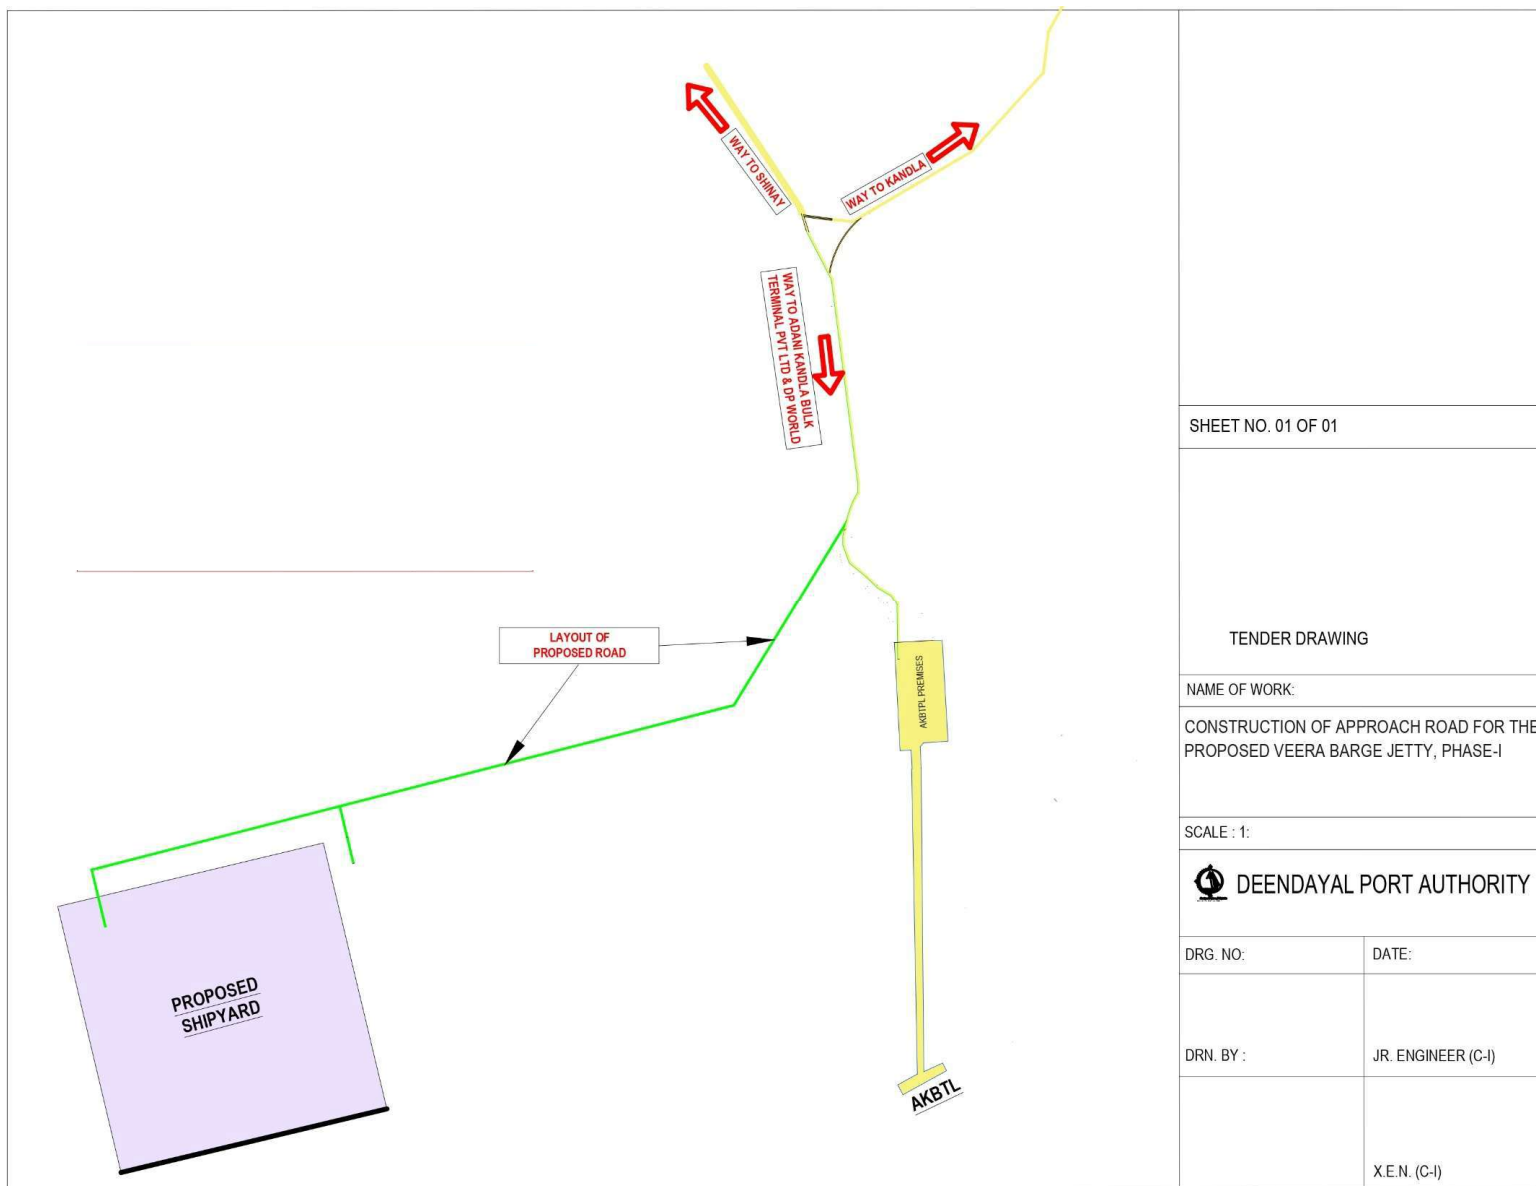 WAY TO SHINAY
WAY TO KANDLA
WAY TO ADANI KANDLA BULK
TERMINAL PVT LTD & DP WORLD
LAYOUT OF
PROPOSED ROAD
AKBTPL PREMISES
PROPOSED
SHIPYARD
AKBTL
SHEET NO. 01 OF 01
TENDER DRAWING
NAME OF WORK:
CONSTRUCTION OF APPROACH ROAD FOR THE
PROPOSED VEERA BARGE JETTY, PHASE-I
SCALE : 1:
DEENDAYAL PORT AUTHORITY
DRG. NO:
DATE:
DRN. BY :
JR. ENGINEER (C-I)
X.E.N. (C-I)